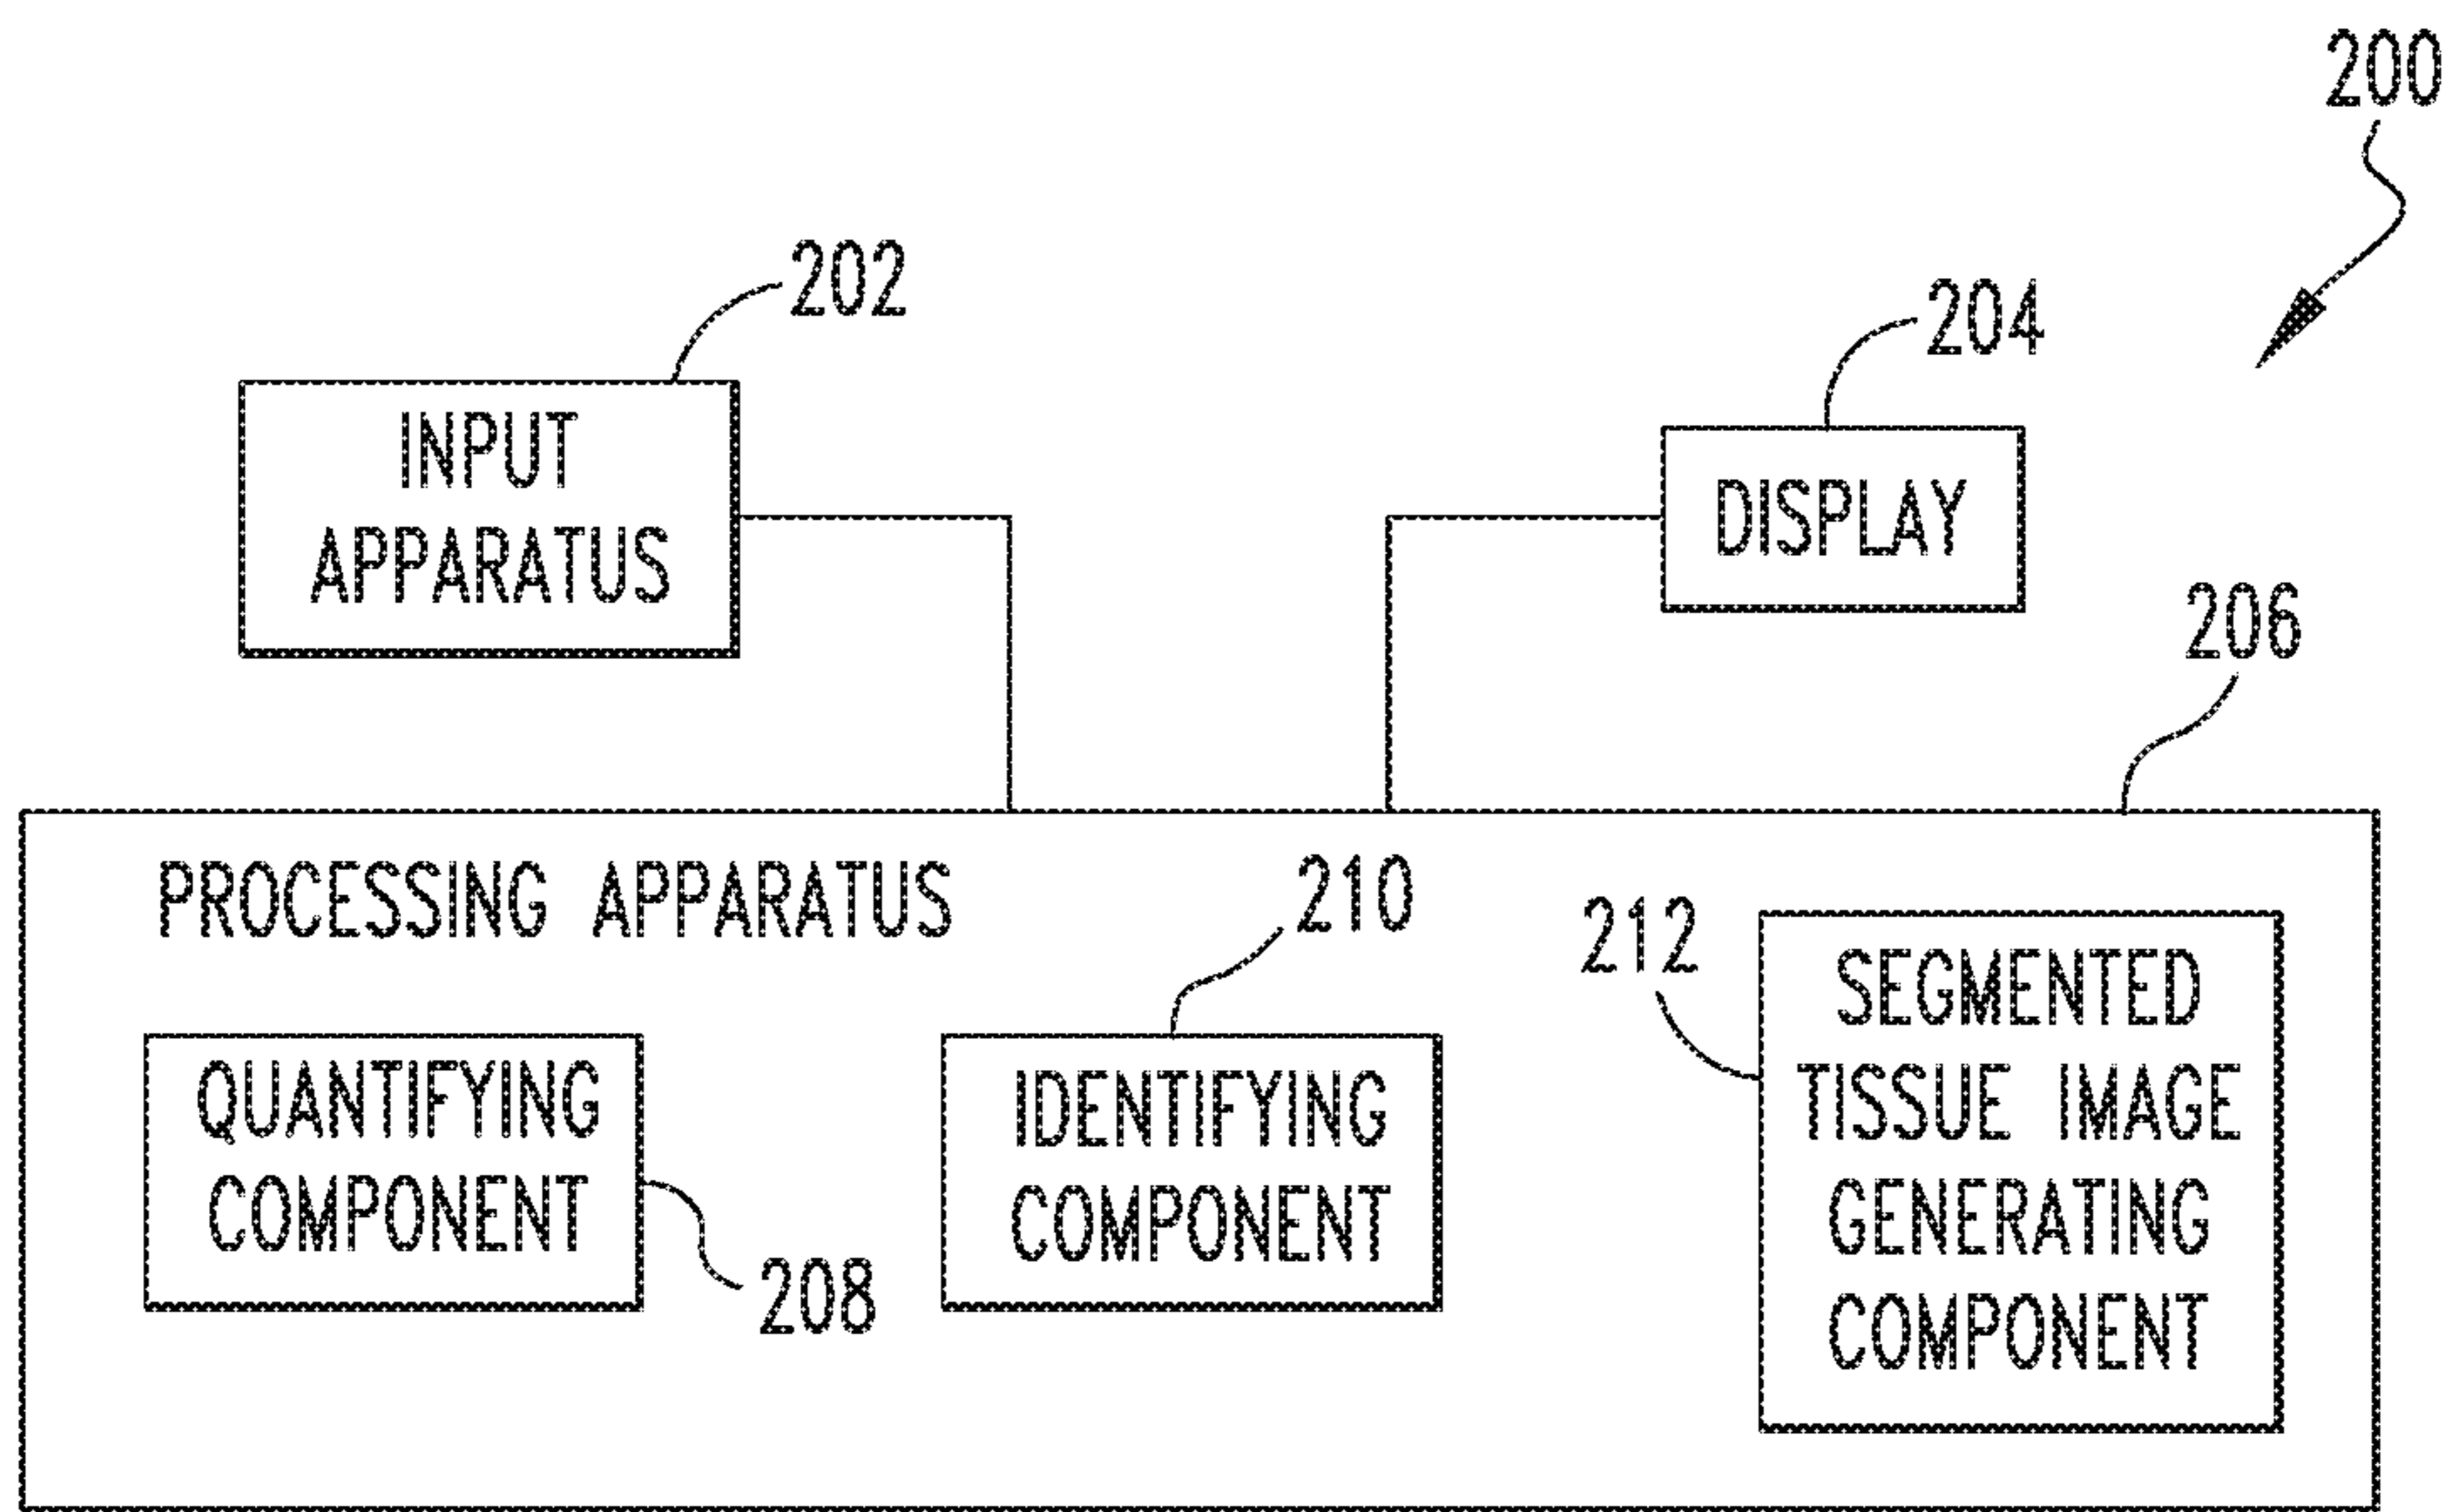 200
202
204
INPUT
APPARATUS
DISPLAY
206
PROCESSING APPARATUS
210
212
QUANTIFYING
COMPONENT
208
IDENTIFYING
COMPONENT
SEGMENTED
TISSUE IMAGE
GENERATING
COMPONENT